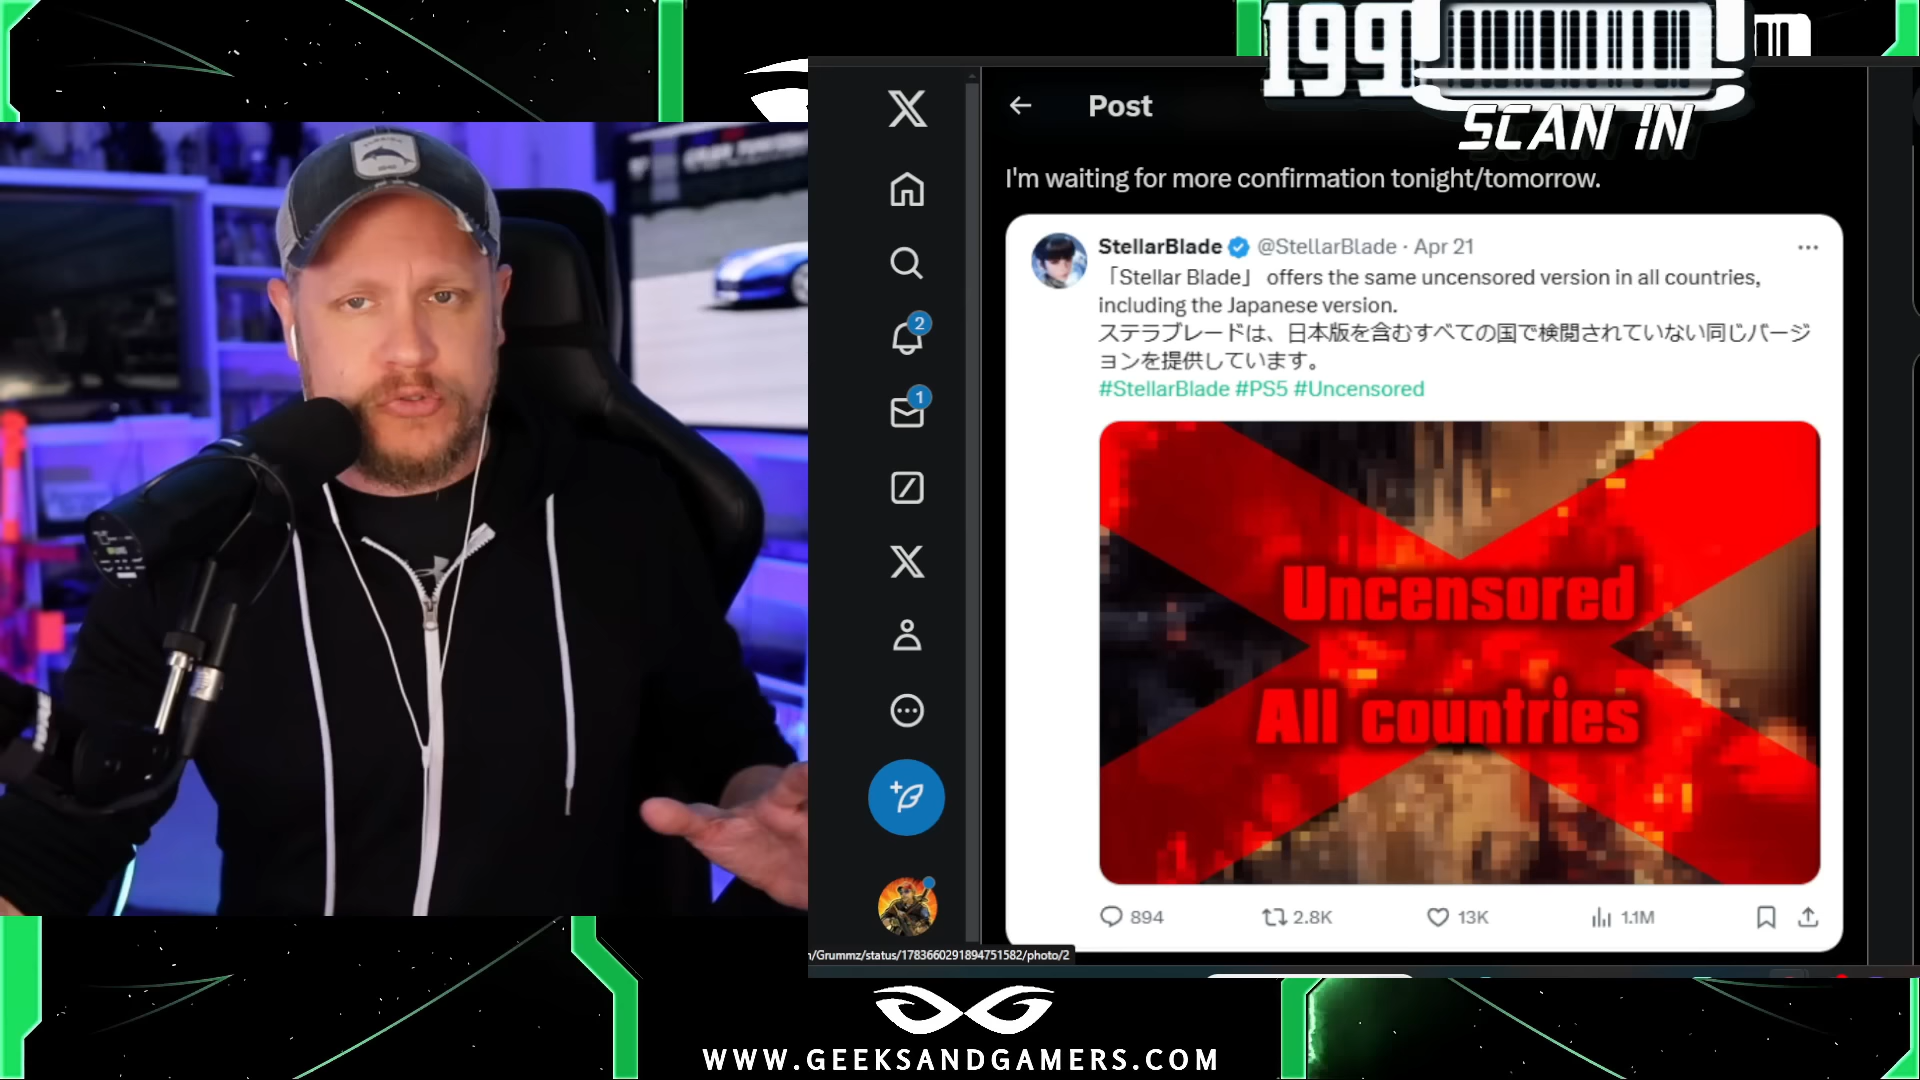 199
SCAN IN
Post
I'm waiting for more confirmation tonight/tomorrow.
StellarBlade @StellarBlade · Apr 21
「Stellar Blade」 offers the same uncensored version in all countries,
including the Japanese version.
ステラブレードは、日本版を含むすべての国で検閲されていない同じバージ
ョンを提供しています。
#StellarBlade #PS5 #Uncensored
Uncensored
All countries
2
1
894 2.8K 13K 1.1M
/Grummz/status/1783660291894751582/photo/2
WWW.GEEKSANDGAMERS.COM